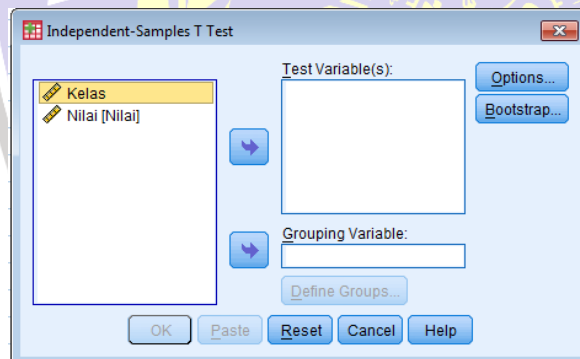 Independent-Samples T Test
Kelas
Nilai [Nilai]
Test Variable(s):
Options...
Bootstrap...
Grouping Variable:
Define Groups...
OK
Paste
Reset
Cancel
Help